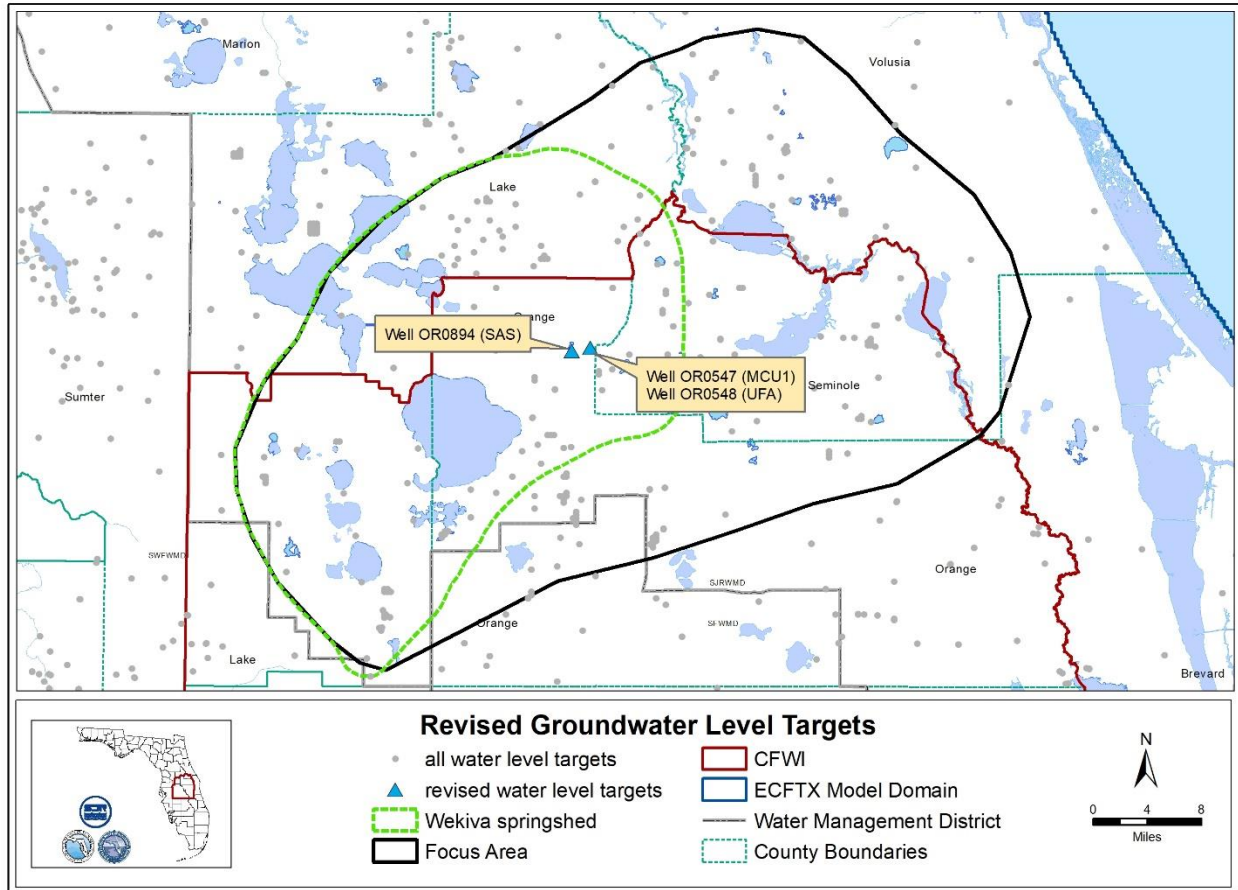 Marion
Volusia
Lake
Orange
Well OR0894 (SAS)
Well OR0547 (MCU1)
Well OR0548 (UFA)
Seminole
Sumter
SWFWMD
SJRWMD
Orange
SFWMD
Orange
Lake
Brevard
Revised Groundwater Level Targets
all water level targets
revised water level targets
Wekiva springshed
Focus Area
CFWI
ECFTX Model Domain
Water Management District
County Boundaries
N
0 4 8
Miles